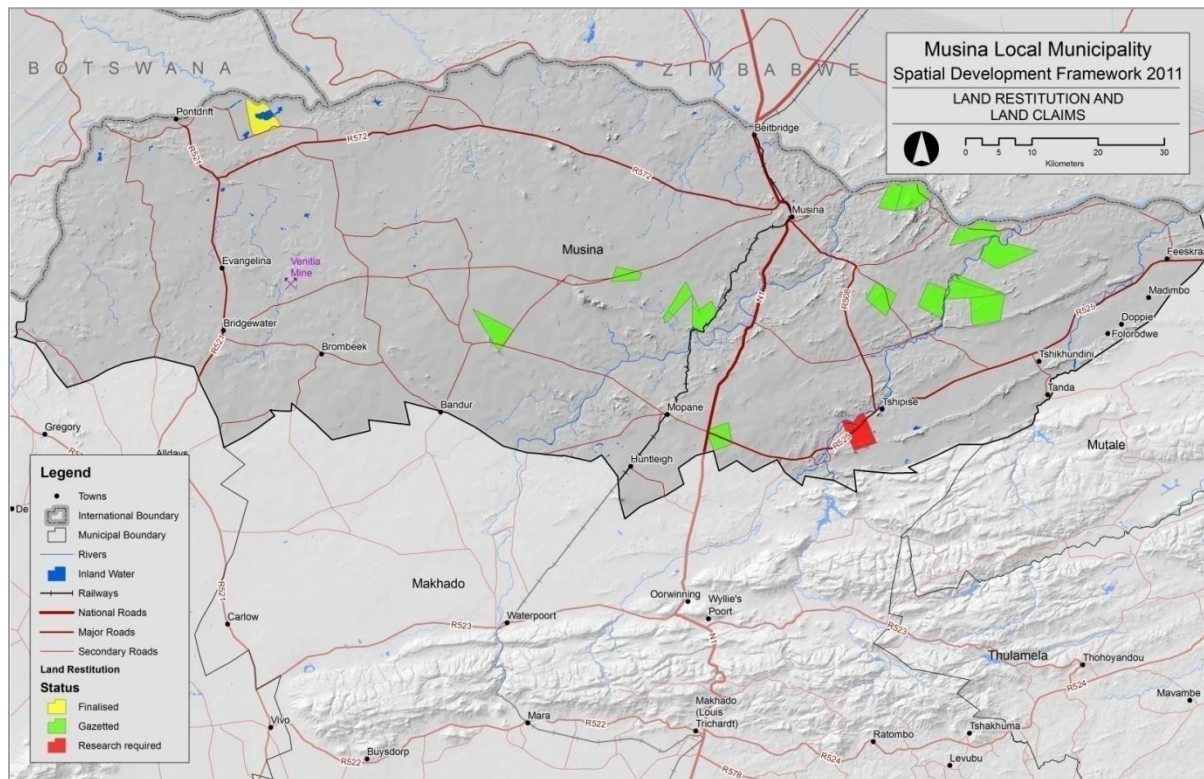 Musina Local Municipality
Spatial Development Framework 2011
LAND RESTITUTION AND
LAND CLAIMS
0 5 10 20 30
Kilometers
BOTSWANA
ZIMBABWE
Pontdrift
R572
R521
Beitbridge
R572
Musina
Musina
Evangelina
Venitia
Mine
N1
R508
Feeskraal
Madimbo
R525
Doppie
Folorodwe
Bridgewater
R521
Brombeek
Tshikhundini
Tanda
Bandur
Mopane
Tshipise
R525
Gregory
Alldays
Huntleigh
Mutale
Legend
Towns
International Boundary
Municipal Boundary
Rivers
Inland Water
Railways
National Roads
Major Roads
Secondary Roads
Land Restitution
Status
Finalised
Gazetted
Research required
De
R521
Makhado
Carlow
R523
Waterpoort
Oorwinning
Wyllie's
Poort
N1
R523
Thulamela
Thohoyandou
R524
Mavambe
Makhado
(Louis
Trichardt)
Vivo
Mara
R522
R522
Buysdorp
R578
R524
Ratombo
Tshakhuma
Levubu